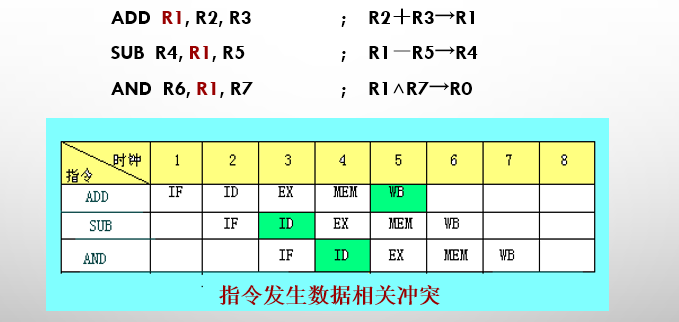 ADD R1, R2, R3 ; R2＋R3→R1
SUB R4, R1, R5 ; R1－R5→R4
AND R6, R1, R7 ; R1∧R7→R0
时钟 指令 1 2 3 4 5 6 7 8
ADD IF ID EX MEM WB
SUB IF ID EX MEM WB
AND IF ID EX MEM WB
指令发生数据相关冲突